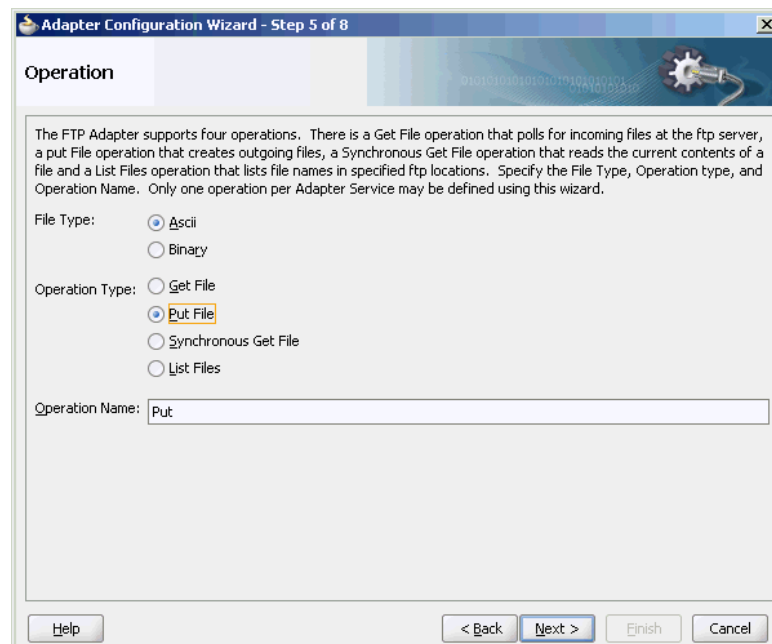 Adapter Configuration Wizard - Step 5 of 8
Operation
The FTP Adapter supports four operations.  There is a Get File operation that polls for incoming files at the ftp server,
a put File operation that creates outgoing files, a Synchronous Get File operation that reads the current contents of a
file and a List Files operation that lists file names in specified ftp locations.  Specify the File Type, Operation type, and
Operation Name.  Only one operation per Adapter Service may be defined using this wizard.
File Type:
Ascii
Binary
Operation Type:
Get File
Put File
Synchronous Get File
List Files
Operation Name: Put
Help < Back Next > Finish Cancel